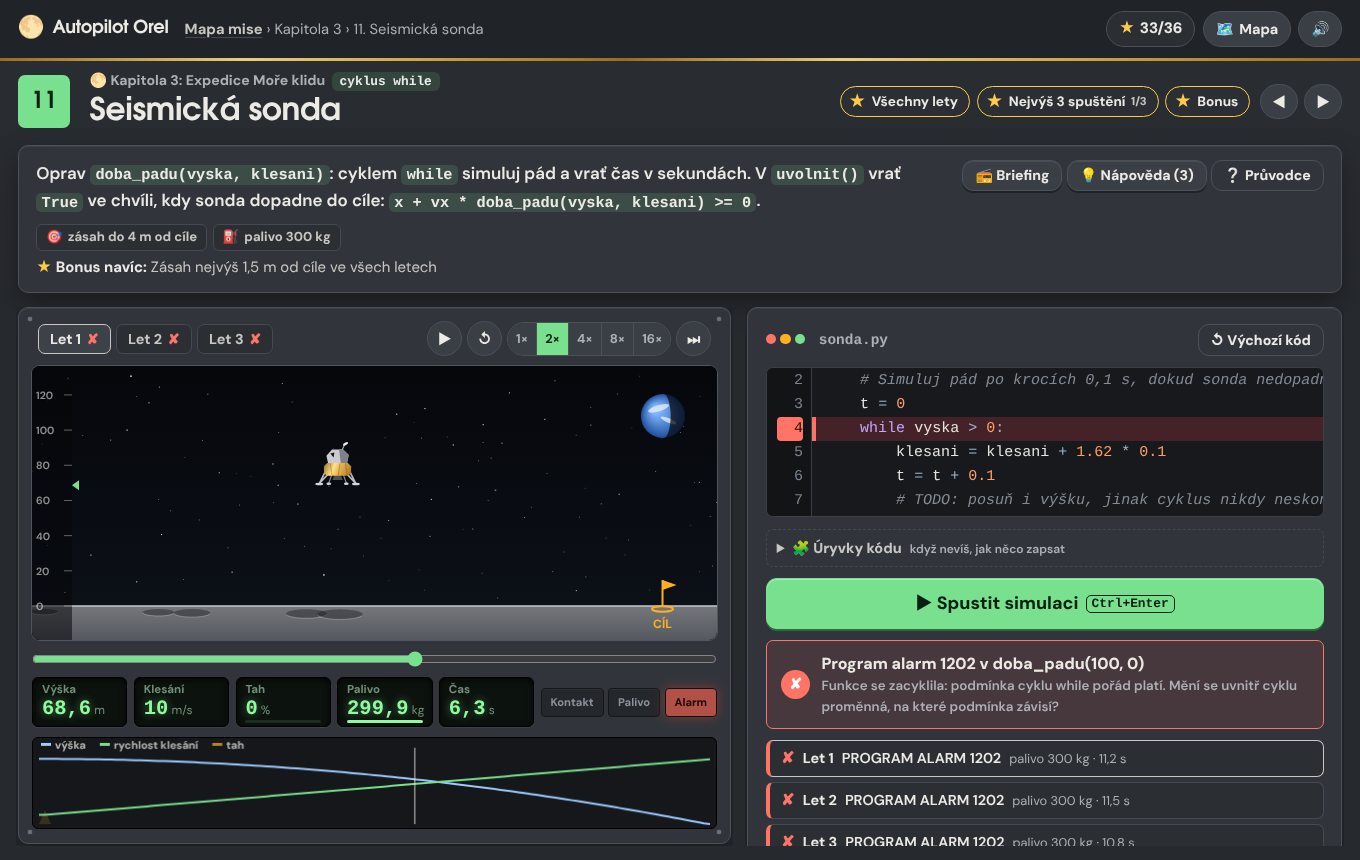 Autopilot Orel Mapa mise › Kapitola 3 › 11. Seismická sonda ★ 33/36 Mapa
11 Kapitola 3: Expedice Moře klidu cyklus while
Seismická sonda ★ Všechny lety ★ Nejvýš 3 spuštění 1/3 ★ Bonus ◀ ▶
Oprav doba_padu(vyska, klesani): cyklem while simuluj pád a vrať čas v sekundách. V uvolnit() vrať
True ve chvíli, kdy sonda dopadne do cíle: x + vx * doba_padu(vyska, klesani) >= 0.
Briefing Nápověda (3) ? Průvodce
zásah do 4 m od cíle palivo 300 kg
★ Bonus navíc: Zásah nejvýš 1,5 m od cíle ve všech letech
Let 1 ✘ Let 2 ✘ Let 3 ✘ ▶ ↺ 1× 2× 4× 8× 16× ⏭
120
100
80
60
40
20
0
CÍL
Výška Klesání Tah Palivo Čas
68,6 m 10 m/s 0 % 299,9 kg 6,3 s Kontakt Palivo Alarm
výška rychlost klesání tah
sonda.py ↺ Výchozí kód
2 # Simuluj pád po krocích 0,1 s, dokud sonda
3 t = 0
4 while vyska > 0:
5 klesani = klesani + 1.62 * 0.1
6 t = t + 0.1
7 # TODO: posuň i výšku, jinak cyklus nikdy
▶ Úryvky kódu když nevíš, jak něco zapsat
▶ Spustit simulaci Ctrl+Enter
✘ Program alarm 1202 v doba_padu(100, 0)
Funkce se zacyklila: podmínka cyklu while pořád platí. Mění se uvnitř cyklu
proměnná, na které podmínka závisí?
✘ Let 1 PROGRAM ALARM 1202 palivo 300 kg · 11,2 s
✘ Let 2 PROGRAM ALARM 1202 palivo 300 kg · 11,5 s
✘ Let 3 PROGRAM ALARM 1202 palivo 300 kg · 10,8 s